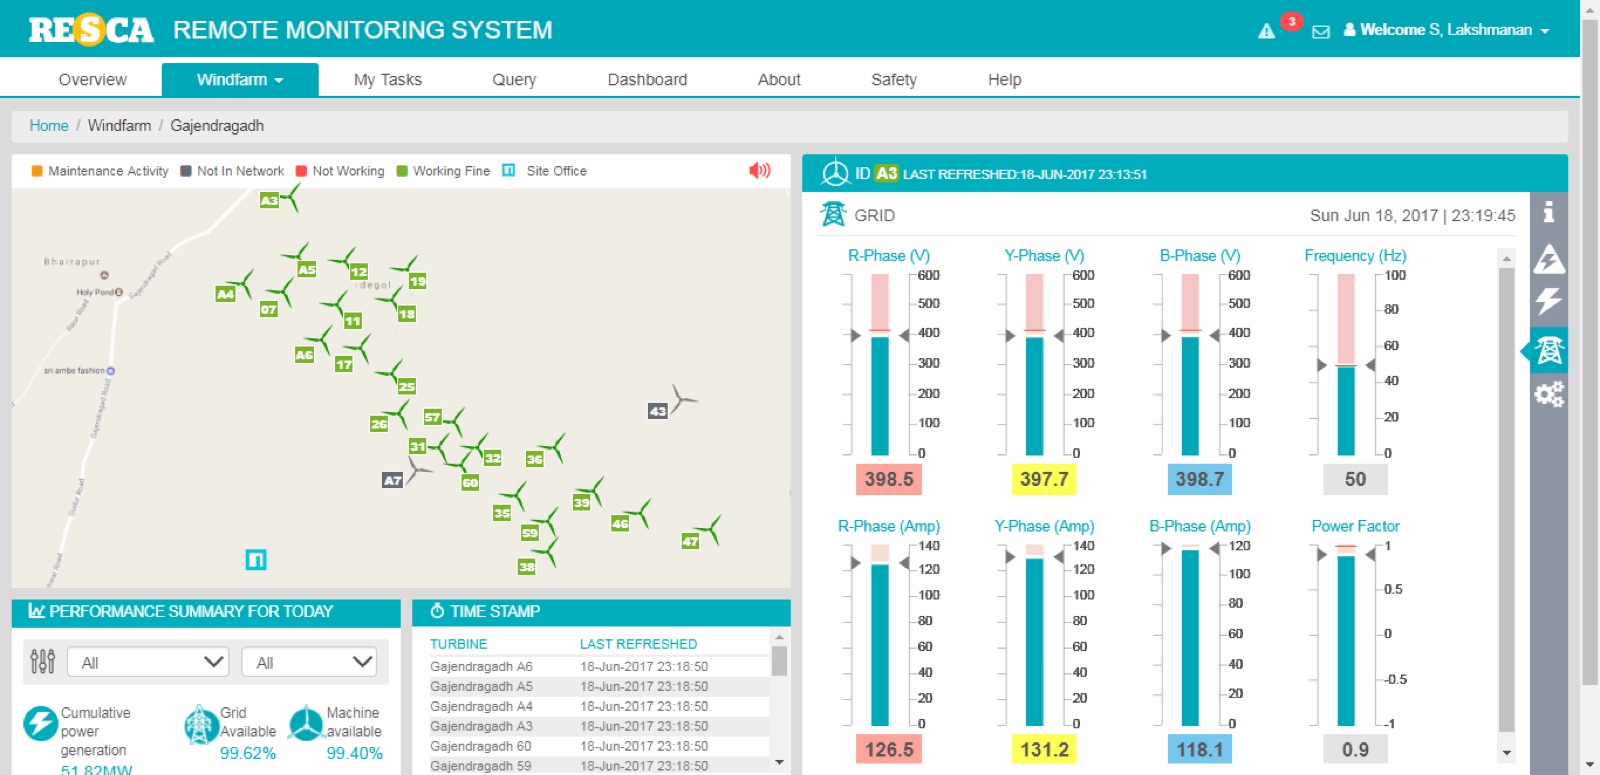 RESCA REMOTE MONITORING SYSTEM
3
Welcome S, Lakshmanan
Overview Windfarm My Tasks Query Dashboard About Safety Help
Home / Windfarm / Gajendragadh
Maintenance Activity Not In Network Not Working Working Fine Site Office
A3
Bhairapur
Holy Pond
Gajendragad Road
A5
12
19
idegol
A4
07
11
18
A6
17
sri ambe fashion
25
43
26
57
31
32
36
A7
60
35
39
46
59
47
38
Gajendragad Road
ID A3 LAST REFRESHED:18-JUN-2017 23:13:51
GRID
Sun Jun 18, 2017 | 23:19:45
R-Phase (V) Y-Phase (V) B-Phase (V) Frequency (Hz)
600 600 600 100
500 500 500 80
400 400 400 60
300 300 300 40
200 200 200 20
100 100 100 0
0 0 0
398.5 397.7 398.7 50
R-Phase (Amp) Y-Phase (Amp) B-Phase (Amp) Power Factor
140 140 120 1
120 120 100 0.5
100 100 80 0
80 80 60 -0.5
60 60 40 -1
40 40 20
20 20 0
0 0
126.5 131.2 118.1 0.9
PERFORMANCE SUMMARY FOR TODAY
All All
Cumulative
power
generation
51.82MW
Grid
Available
99.62%
Machine
available
99.40%
TIME STAMP
TURBINE LAST REFRESHED
Gajendragadh A6 18-Jun-2017 23:18:50
Gajendragadh A5 18-Jun-2017 23:18:50
Gajendragadh A4 18-Jun-2017 23:18:50
Gajendragadh A3 18-Jun-2017 23:18:50
Gajendragadh 60 18-Jun-2017 23:18:50
Gajendragadh 59 18-Jun-2017 23:18:50